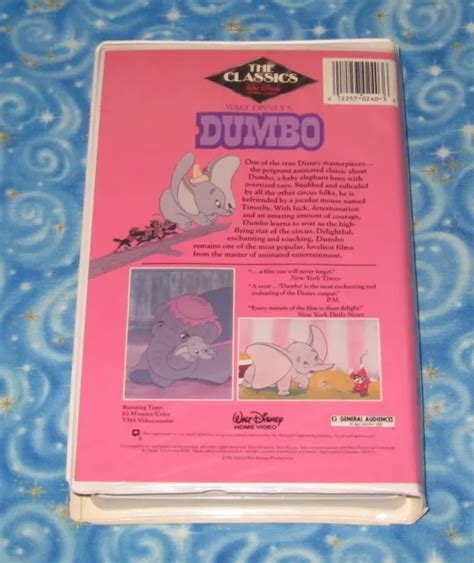 THE
CLASSICS
Walt Disney
HOME VIDEO
WALT DISNEY'S
DUMBO
One of the true Disney masterpieces...
the poignant animated classic about
Dumbo, a baby elephant born with
oversized ears. Snubbed and ridiculed
by all the other circus folks, he is
befriended by a jocular mouse named
Timothy. With luck, determination
and an amazing amount of courage,
Dumbo learns to soar as the high-
flying star of the circus. Delightful,
enchanting and touching, Dumbo
remains one of the most popular, loveliest films
from the master of animated entertainment.
"...a film you will never forget."
New York Times
"A treat... 'Dumbo' is the most enchanting and
endearing of the Disney output."
P.M.
"Every minute of the film is sheer delight."
New York Daily News
Running Time:
63 Minutes/Color
VHS Videocassette
Walt Disney
HOME VIDEO
G GENERAL AUDIENCES